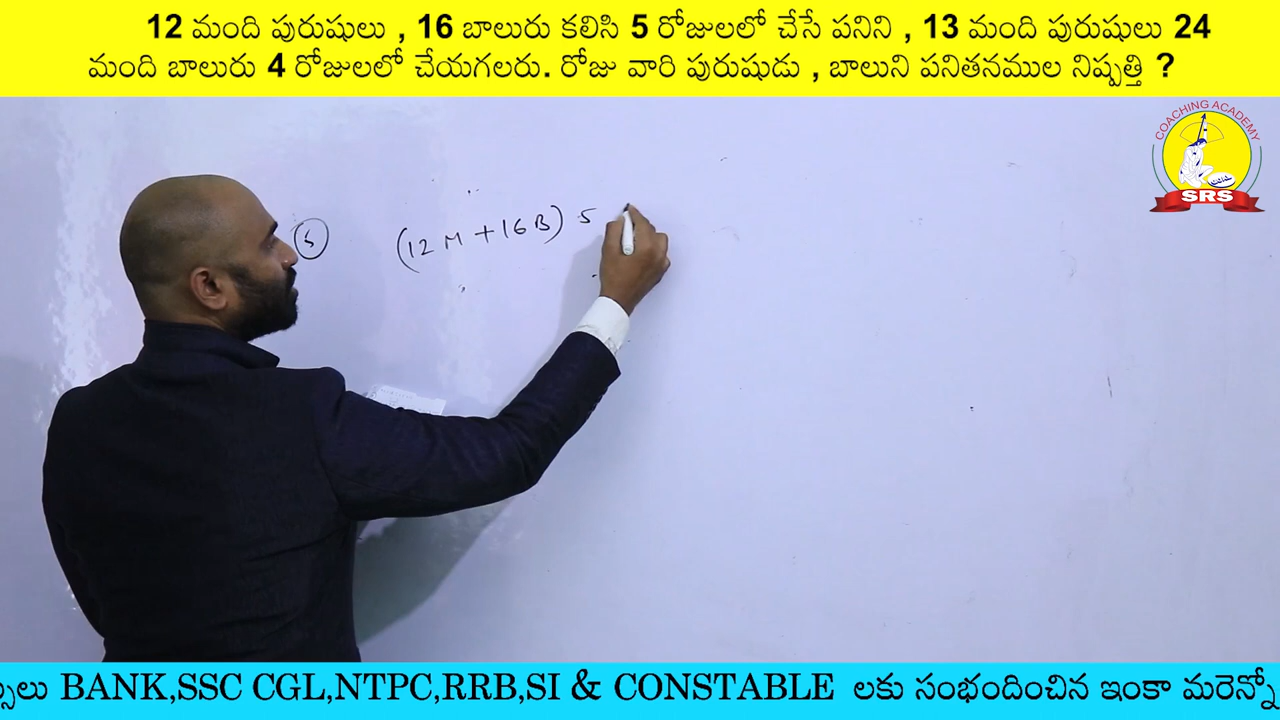 12 మంది పురుషులు , 16 బాలురు కలిసి 5 రోజులలో చేసే పనిని , 13 మంది పురుషులు 24
మంది బాలురు 4 రోజులలో చేయగలరు. రోజు వారి పురుషుడు , బాలుని పనితనముల నిష్పత్తి ?
COACHING ACADEMY
SRS
(12 M + 16 B) 5
BANK,SSC CGL,NTPC,RRB,SI & CONSTABLE లకు సంభందించిన ఇంకా మరెన్నో